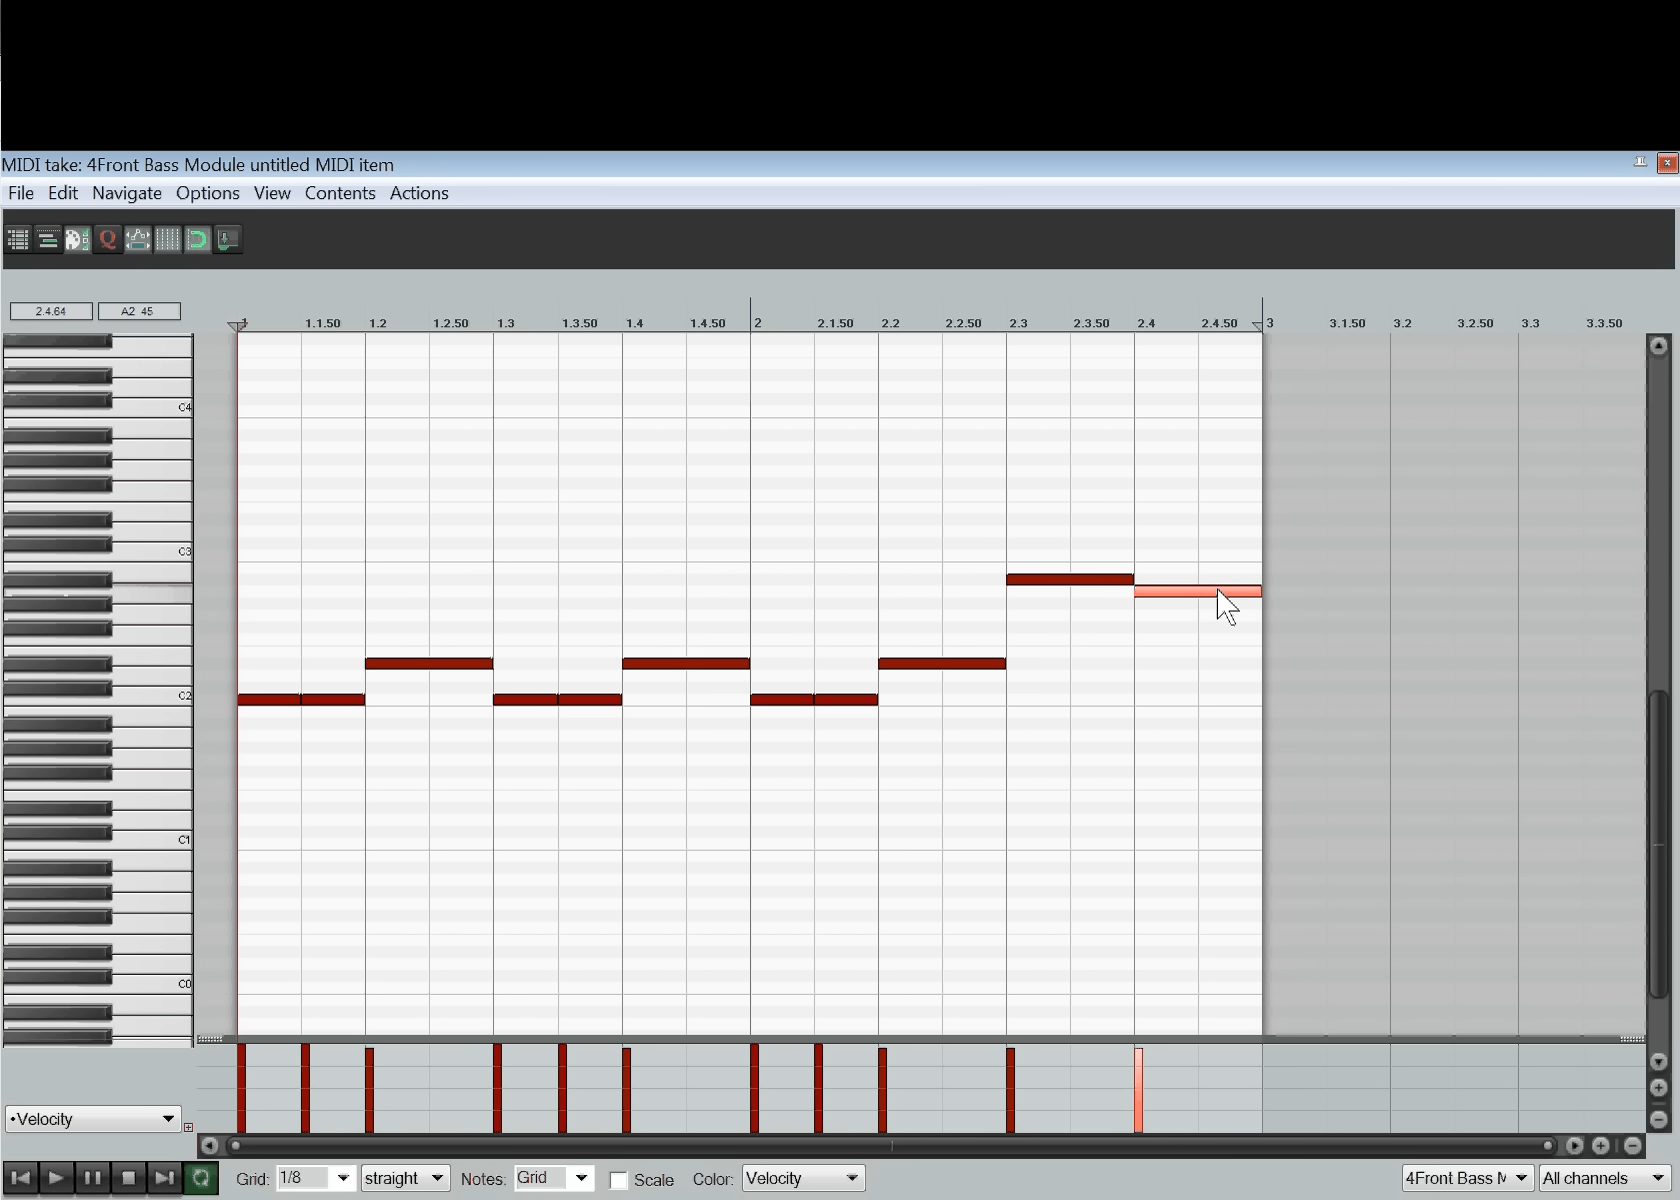 MIDI take: 4Front Bass Module untitled MIDI item
File Edit Navigate Options View Contents Actions
Q
2.4.64 A2 45
1 1.1.50 1.2 1.2.50 1.3 1.3.50 1.4 1.4.50 2 2.1.50 2.2 2.2.50 2.3 2.3.50 2.4 2.4.50 3 3.1.50 3.2 3.2.50 3.3 3.3.50
C4
C3
C2
C1
C0
•Velocity
Grid: 1/8 straight Notes: Grid Scale Color: Velocity 4Front Bass M All channels